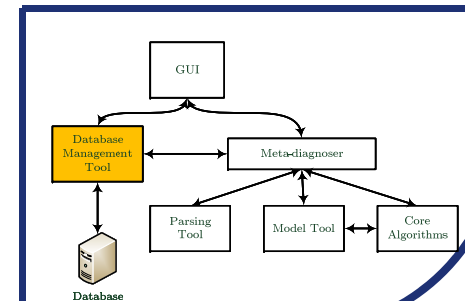 GUI
Database
Management
Tool
Meta-diagnoser
Parsing
Tool
Model Tool
Core
Algorithms
Database